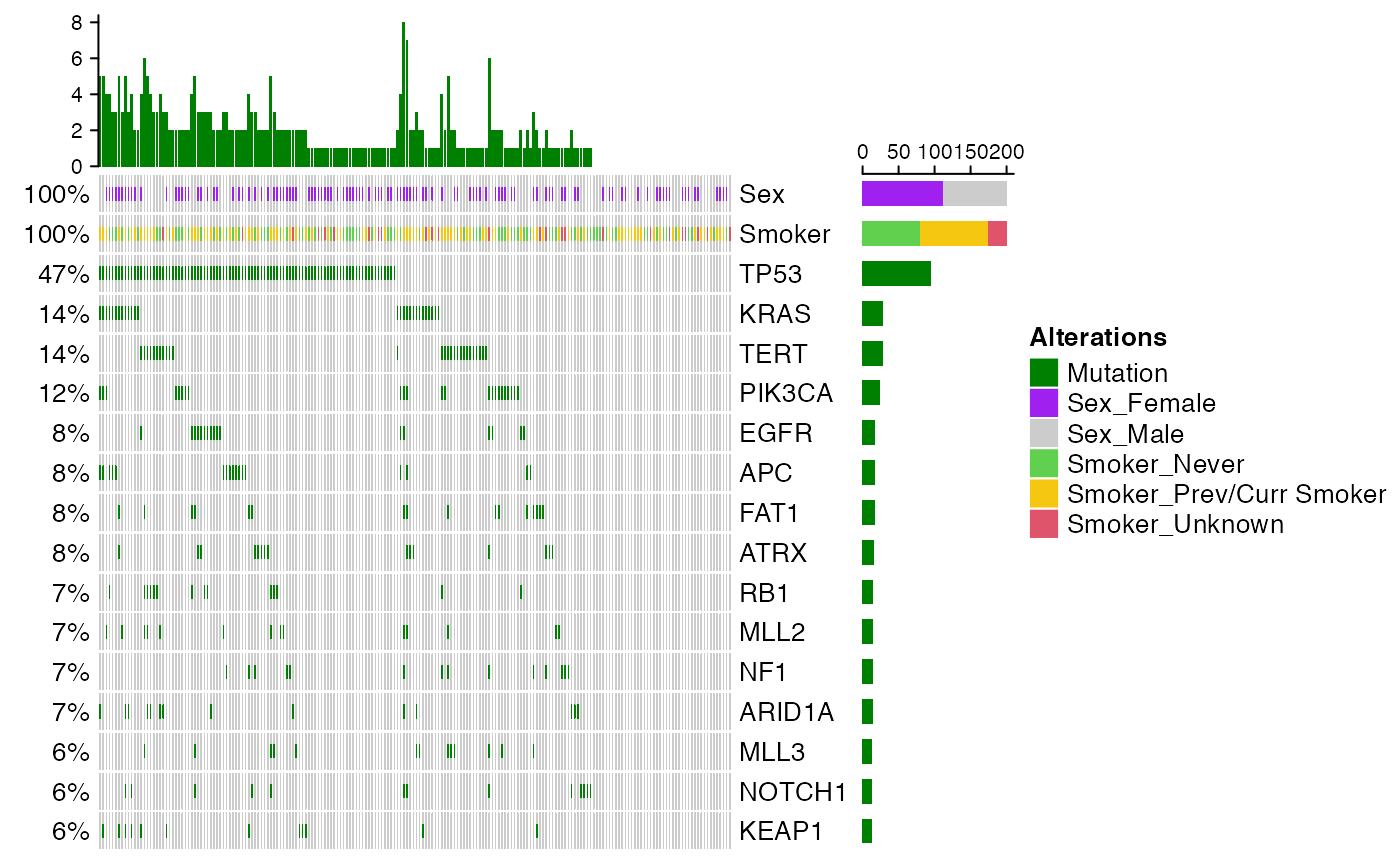 8
6
4
2
0
0 50 100150200
100% Sex
100% Smoker
47% TP53
14% KRAS
14% TERT
12% PIK3CA
8% EGFR
8% APC
8% FAT1
8% ATRX
7% RB1
7% MLL2
7% NF1
7% ARID1A
6% MLL3
6% NOTCH1
6% KEAP1
Alterations
Mutation
Sex_Female
Sex_Male
Smoker_Never
Smoker_Prev/Curr Smoker
Smoker_Unknown